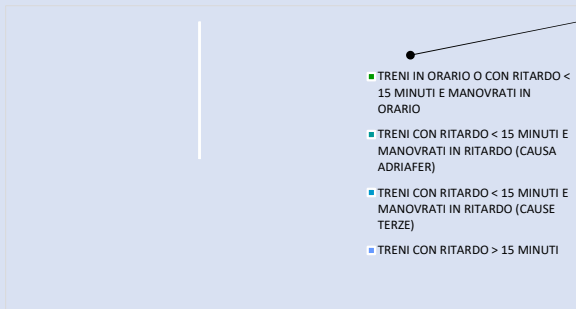 TRENI IN ORARIO O CON RITARDO <
15 MINUTI E MANOVRATI IN
ORARIO
TRENI CON RITARDO < 15 MINUTI E
MANOVRATI IN RITARDO (CAUSA
ADRIAFER)
TRENI CON RITARDO < 15 MINUTI E
MANOVRATI IN RITARDO (CAUSE
TERZE)
TRENI CON RITARDO > 15 MINUTI